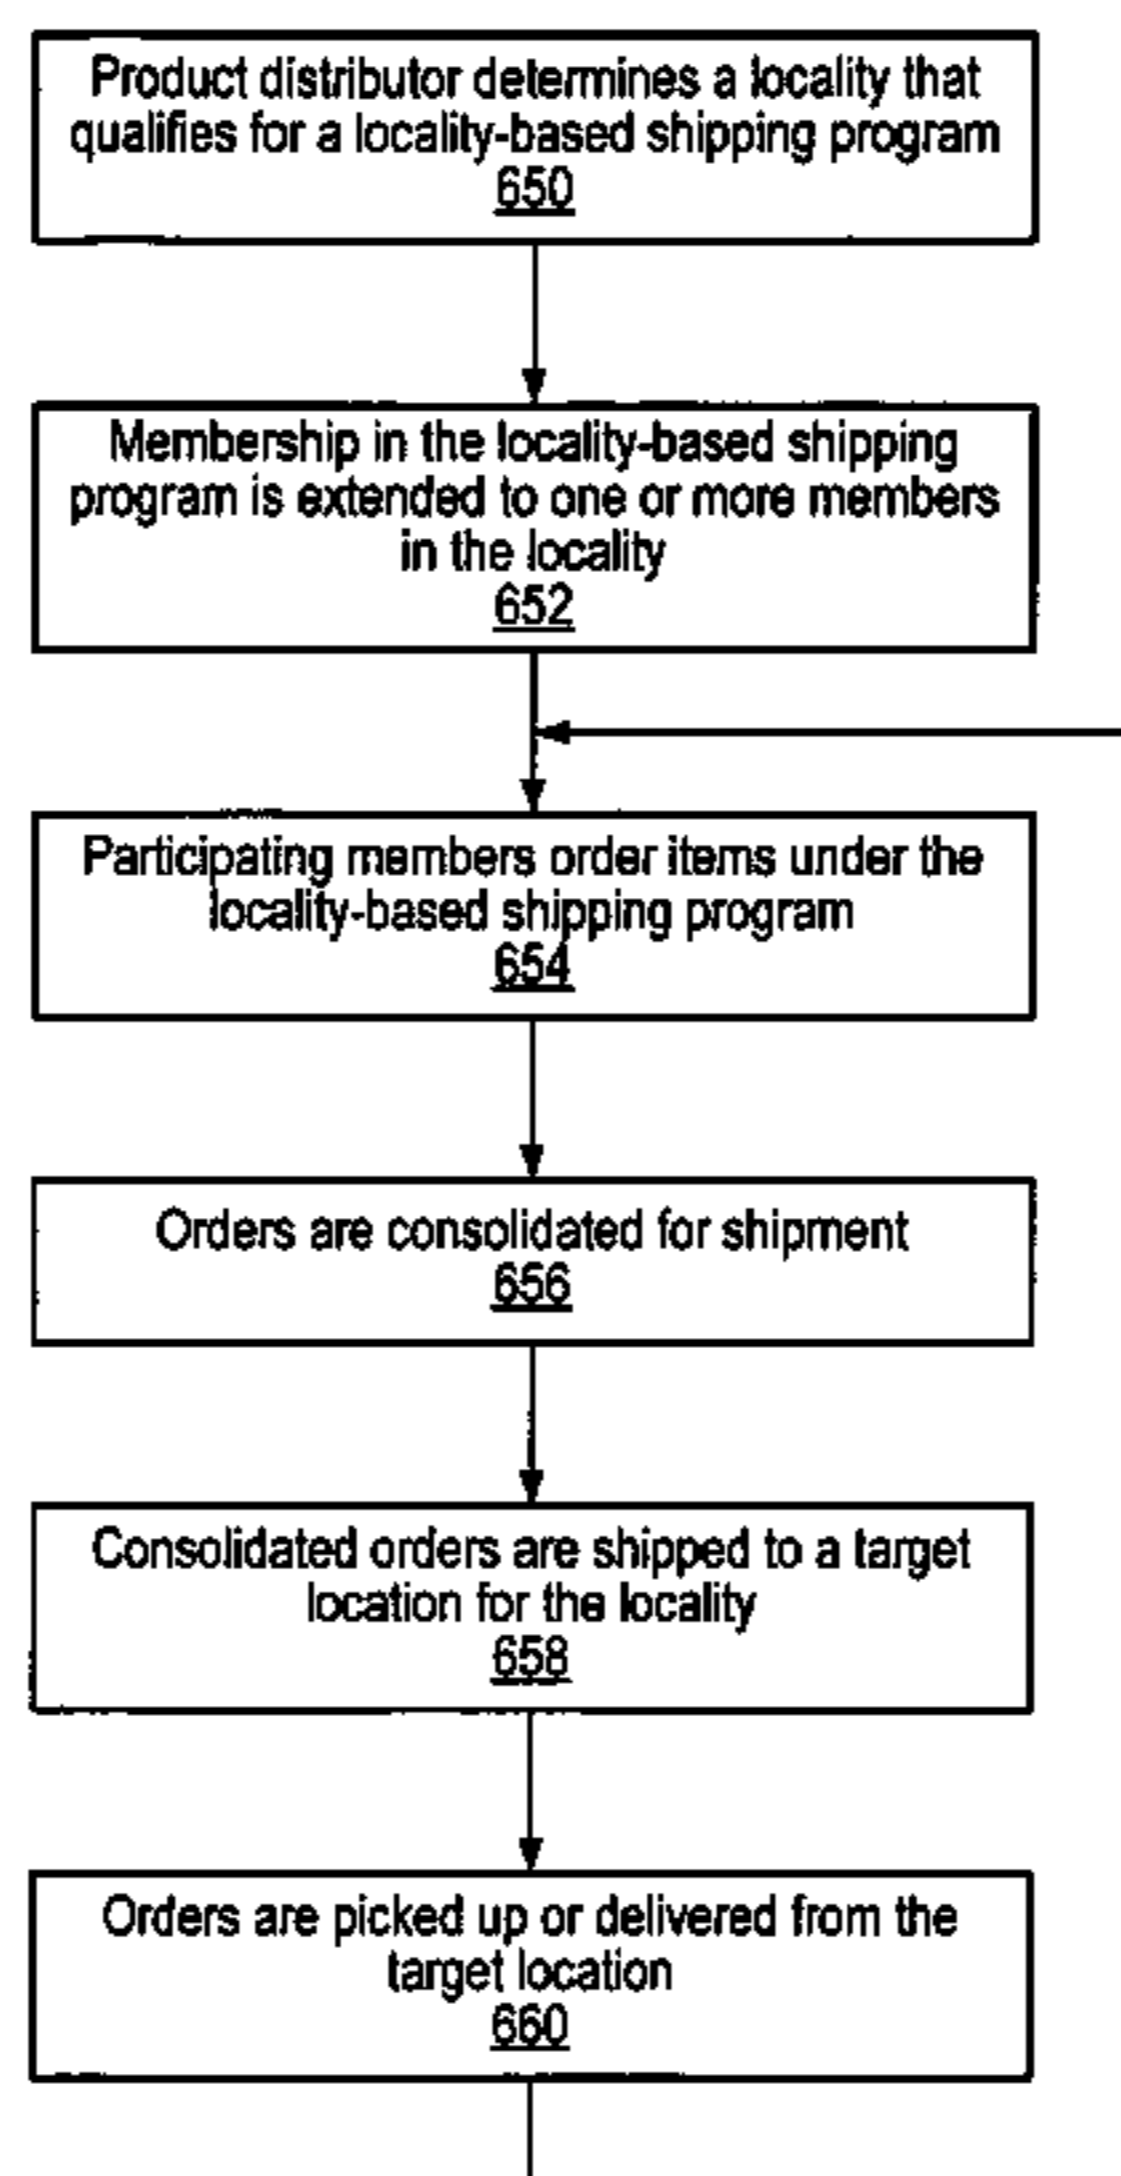 Product distributor determines a locality that
qualifies for a locality-based shipping program
650
Membership in the locality-based shipping
program is extended to one or more members
in the locality
652
Participating members order items under the
locality-based shipping program
654
Orders are consolidated for shipment
656
Consolidated orders are shipped to a target
location for the locality
658
Orders are picked up or delivered from the
target location
660